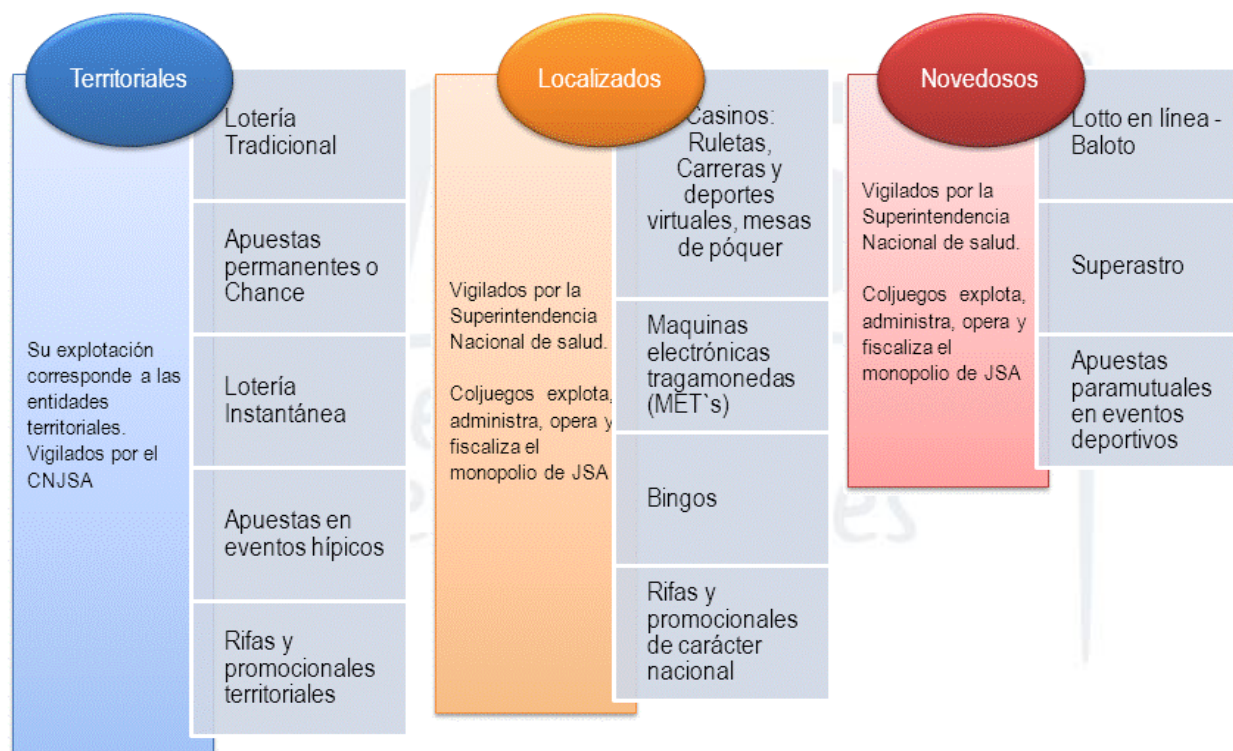 Territoriales
Su explotación
corresponde a las
entidades
territoriales.
Vigilados por el
CNJSA
Lotería
Tradicional
Apuestas
permanentes o
Chance
Lotería
Instantánea
Apuestas en
eventos hípicos
Rifas y
promocionales
territoriales
Localizados
Vigilados por la
Superintendencia
Nacional de salud.
Coljuegos explota,
administra, opera y
fiscaliza el
monopolio de JSA
Casinos:
Ruletas,
Carreras y
deportes
virtuales, mesas
de póquer
Maquinas
electrónicas
tragamonedas
(MET`s)
Bingos
Rifas y
promocionales
de carácter
nacional
Novedosos
Vigilados por la
Superintendencia
Nacional de salud.
Coljuegos explota,
administra, opera y
fiscaliza el
monopolio de JSA
Lotto en línea -
Baloto
Superastro
Apuestas
paramutuales
en eventos
deportivos